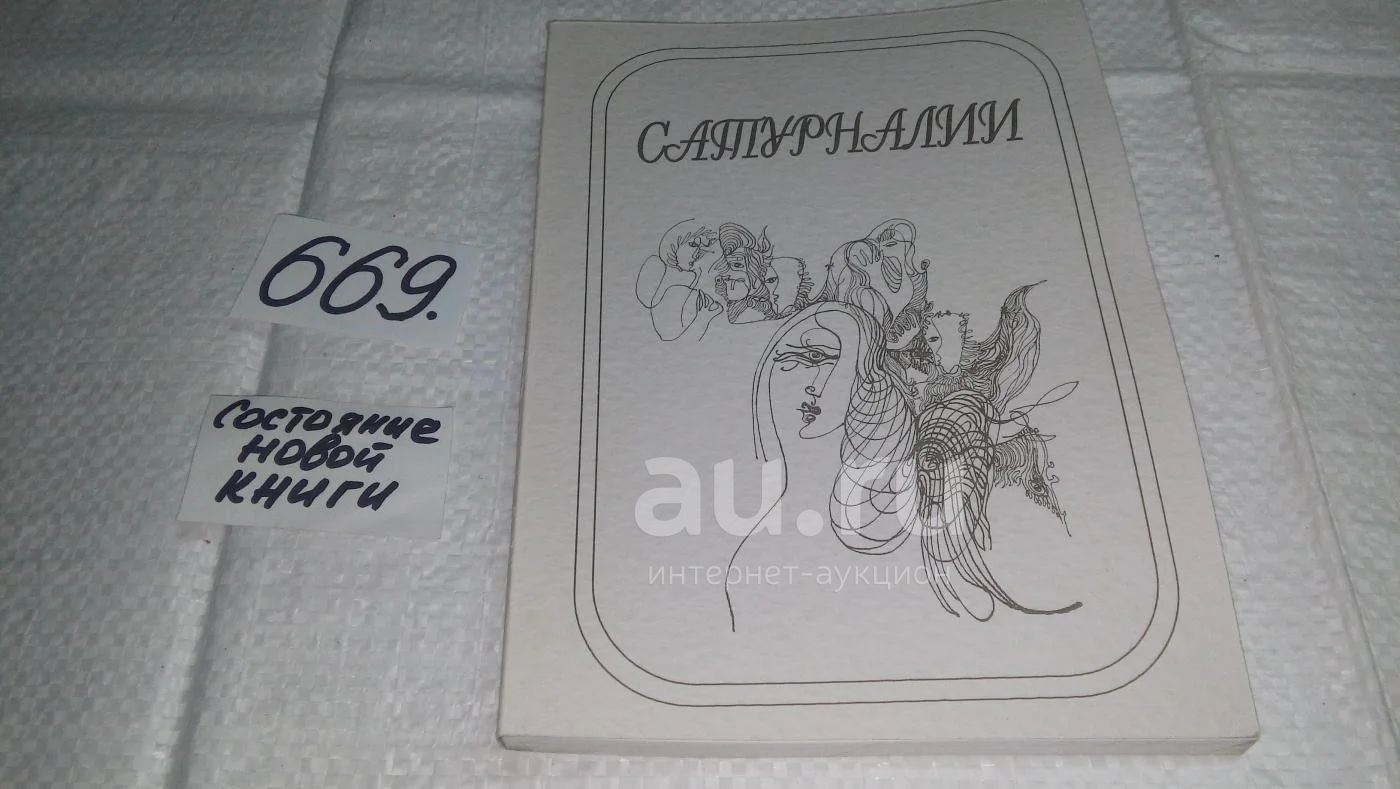 САТУРНАЛИИ
669.
СОСТОЯНИЕ
НОВОЙ
КНИГИ
au.ru
интернет-аукцион